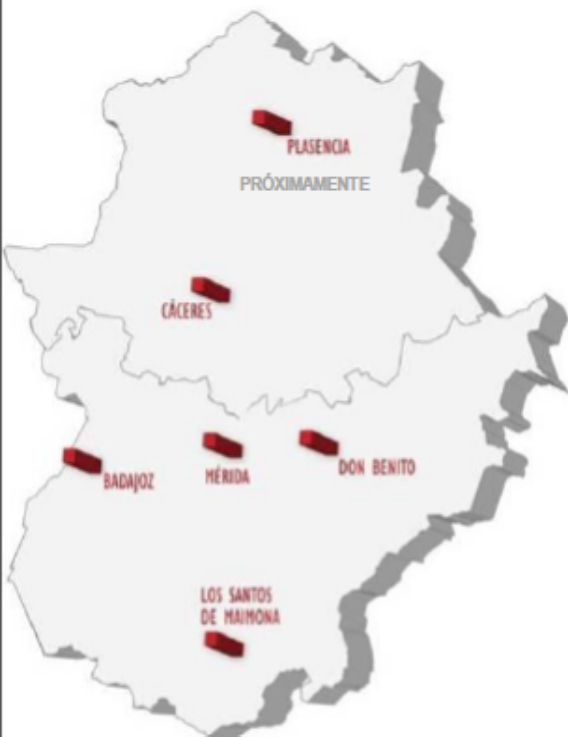 PLASENCIA
PRÓXIMAMENTE
CÁCERES
BADAJOZ
MÉRIDA
DON BENITO
LOS SANTOS
DE MAIMONA